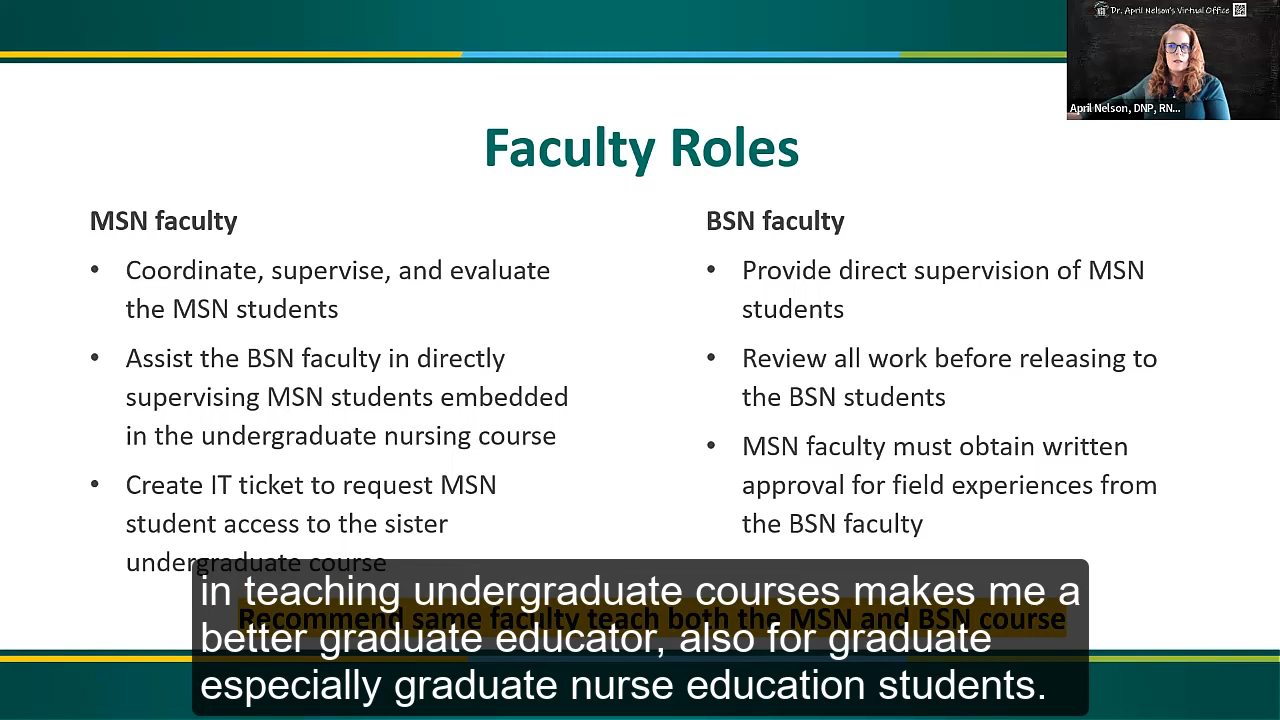 Dr. April Nelson's Virtual Office
April Nelson, DNP, RN...
Faculty Roles
MSN faculty
• Coordinate, supervise, and evaluate
the MSN students
• Assist the BSN faculty in directly
supervising MSN students embedded
in the undergraduate nursing course
• Create IT ticket to request MSN
student access to the sister
undergraduate course
BSN faculty
• Provide direct supervision of MSN
students
• Review all work before releasing to
the BSN students
• MSN faculty must obtain written
approval for field experiences from
the BSN faculty
Recommend same faculty teach both the MSN and BSN course
in teaching undergraduate courses makes me a
better graduate educator, also for graduate
especially graduate nurse education students.